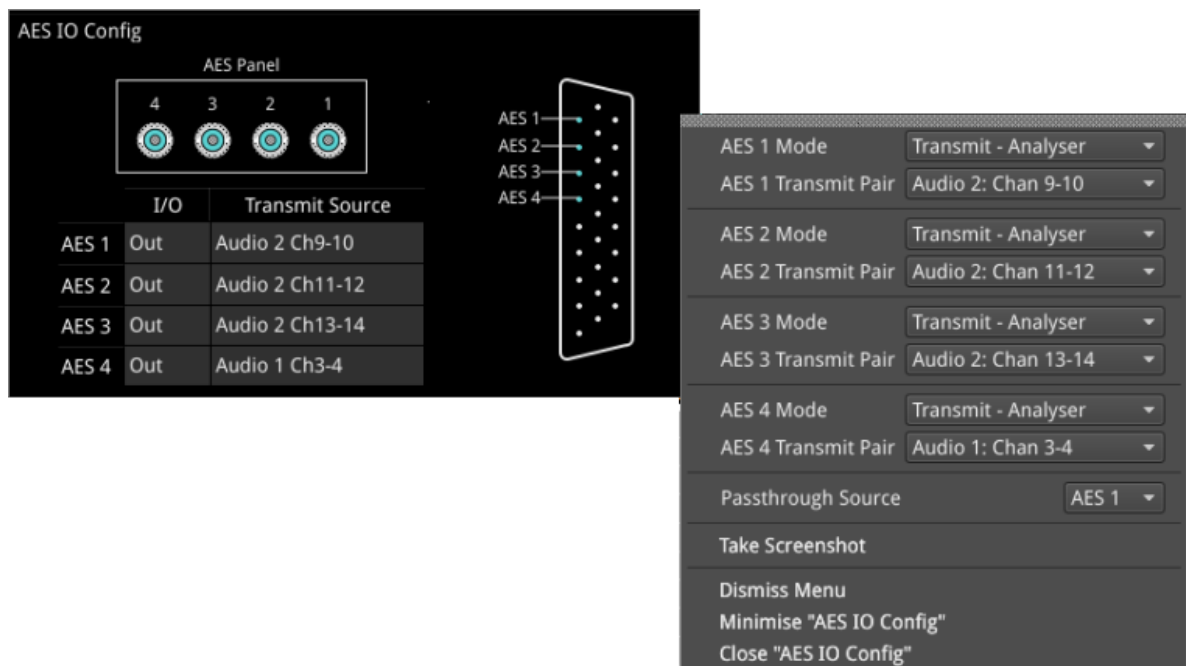 AES IO Config
AES Panel
4 3 2 1
I/O Transmit Source
AES 1 Out Audio 2 Ch9-10
AES 2 Out Audio 2 Ch11-12
AES 3 Out Audio 2 Ch13-14
AES 4 Out Audio 1 Ch3-4
AES 1
AES 2
AES 3
AES 4
AES 1 Mode Transmit - Analyser
AES 1 Transmit Pair Audio 2: Chan 9-10
AES 2 Mode Transmit - Analyser
AES 2 Transmit Pair Audio 2: Chan 11-12
AES 3 Mode Transmit - Analyser
AES 3 Transmit Pair Audio 2: Chan 13-14
AES 4 Mode Transmit - Analyser
AES 4 Transmit Pair Audio 1: Chan 3-4
Passthrough Source AES 1
Take Screenshot
Dismiss Menu
Minimise "AES IO Config"
Close "AES IO Config"